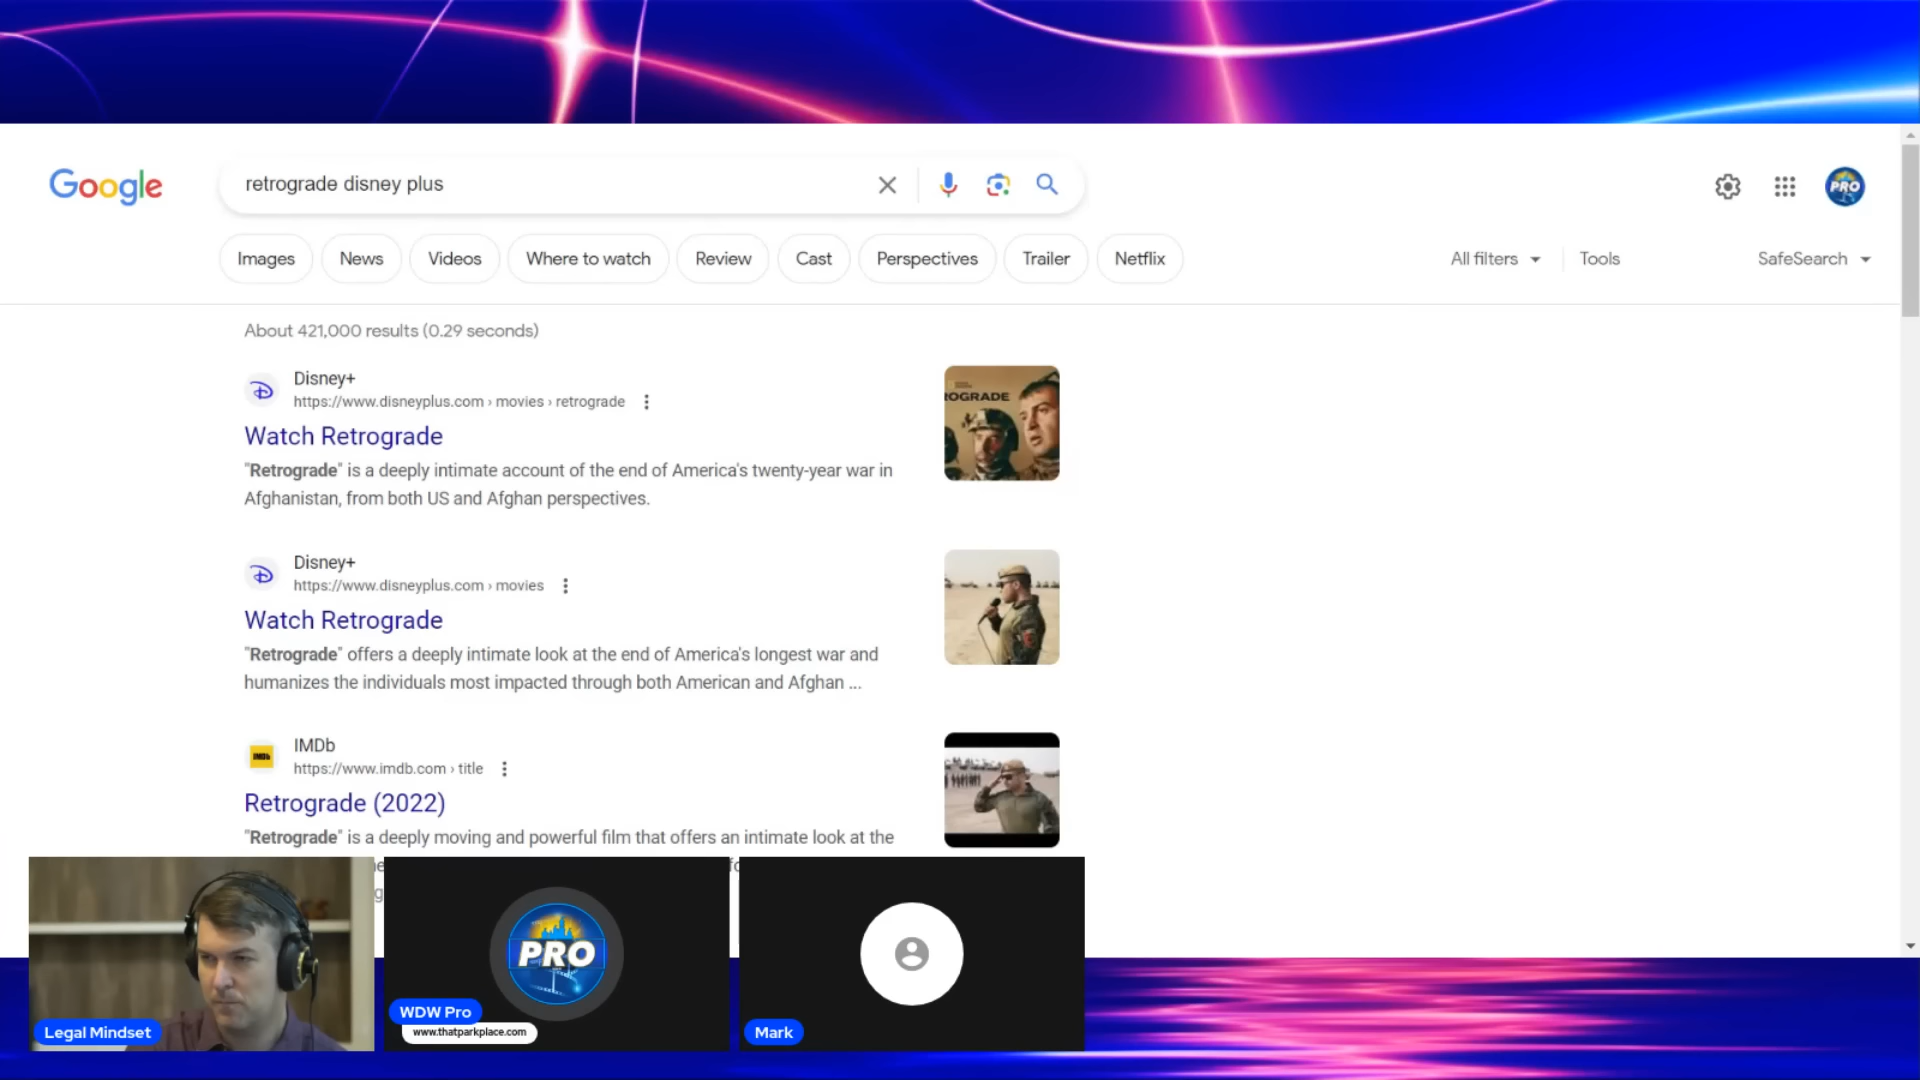 Google
retrograde disney plus
PRO
Images
News
Videos
Where to watch
Review
Cast
Perspectives
Trailer
Netflix
All filters
Tools
SafeSearch
About 421,000 results (0.29 seconds)
Disney+
https://www.disneyplus.com › movies › retrograde
Watch Retrograde
"Retrograde" is a deeply intimate account of the end of America's twenty-year war in
Afghanistan, from both US and Afghan perspectives.
OGRADE
Disney+
https://www.disneyplus.com › movies
Watch Retrograde
"Retrograde" offers a deeply intimate look at the end of America's longest war and
humanizes the individuals most impacted through both American and Afghan ...
IMDb
IMDb
https://www.imdb.com › title
Retrograde (2022)
"Retrograde" is a deeply moving and powerful film that offers an intimate look at the
PRO
Legal Mindset
WDW Pro
www.thatparkplace.com
Mark